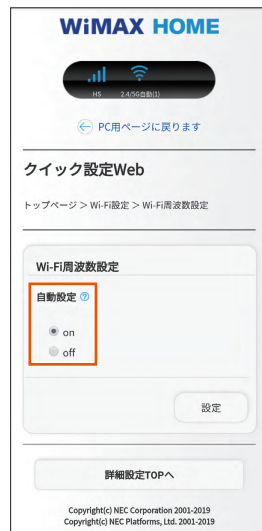 WiMAX HOME
HS 2.4/5G自動(1)
PC用ページに戻ります
クイック設定Web
トップページ > Wi-Fi設定 > Wi-Fi周波数設定
Wi-Fi周波数設定
自動設定 ?
on
off
設定
詳細設定TOPへ
Copyright(c) NEC Corporation 2001-2019
Copyright(c) NEC Platforms, Ltd. 2001-2019